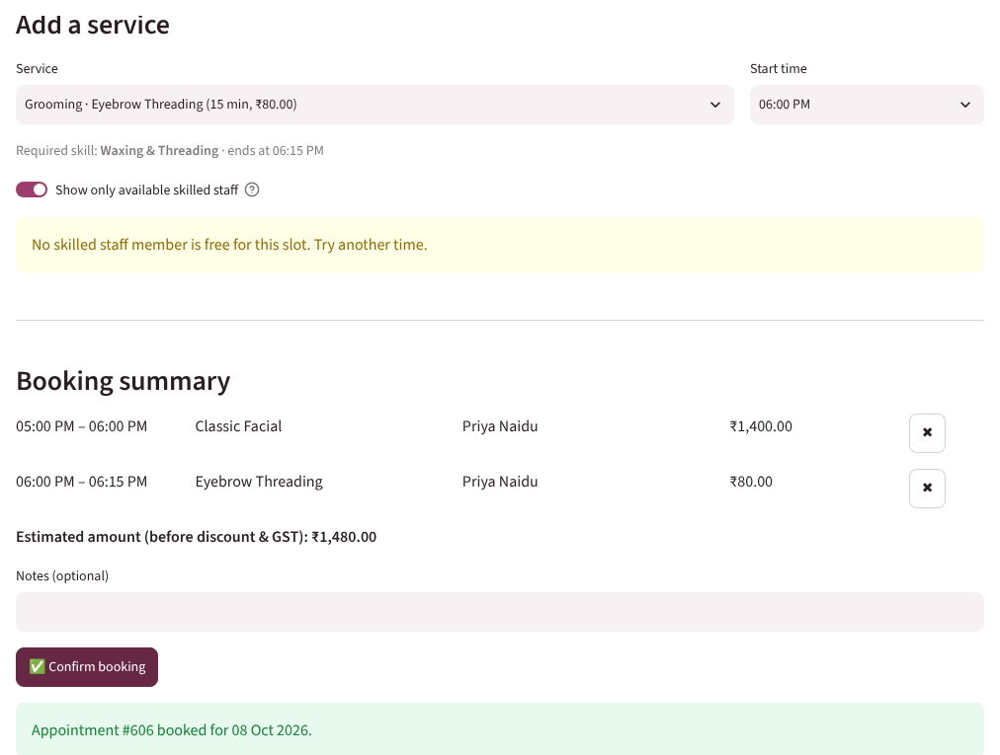 Add a service
Service
Start time
Grooming · Eyebrow Threading (15 min, ₹80.00)
06:00 PM
Required skill: Waxing & Threading · ends at 06:15 PM
Show only available skilled staff
No skilled staff member is free for this slot. Try another time.
Booking summary
05:00 PM – 06:00 PM Classic Facial Priya Naidu ₹1,400.00 ✖
06:00 PM – 06:15 PM Eyebrow Threading Priya Naidu ₹80.00 ✖
Estimated amount (before discount & GST): ₹1,480.00
Notes (optional)
✅ Confirm booking
Appointment #606 booked for 08 Oct 2026.